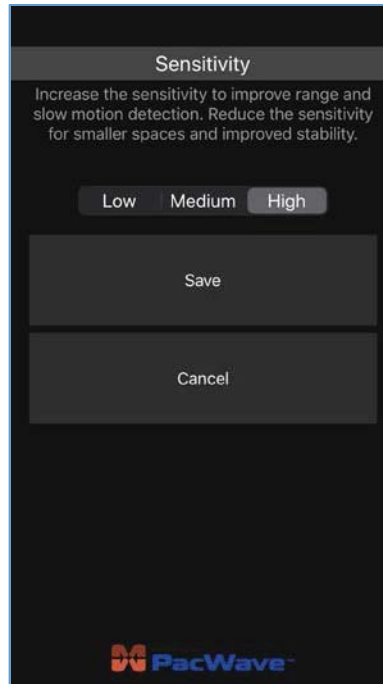 Sensitivity
Increase the sensitivity to improve range and
slow motion detection. Reduce the sensitivity
for smaller spaces and improved stability.
Low Medium High
Save
Cancel
PacWave™